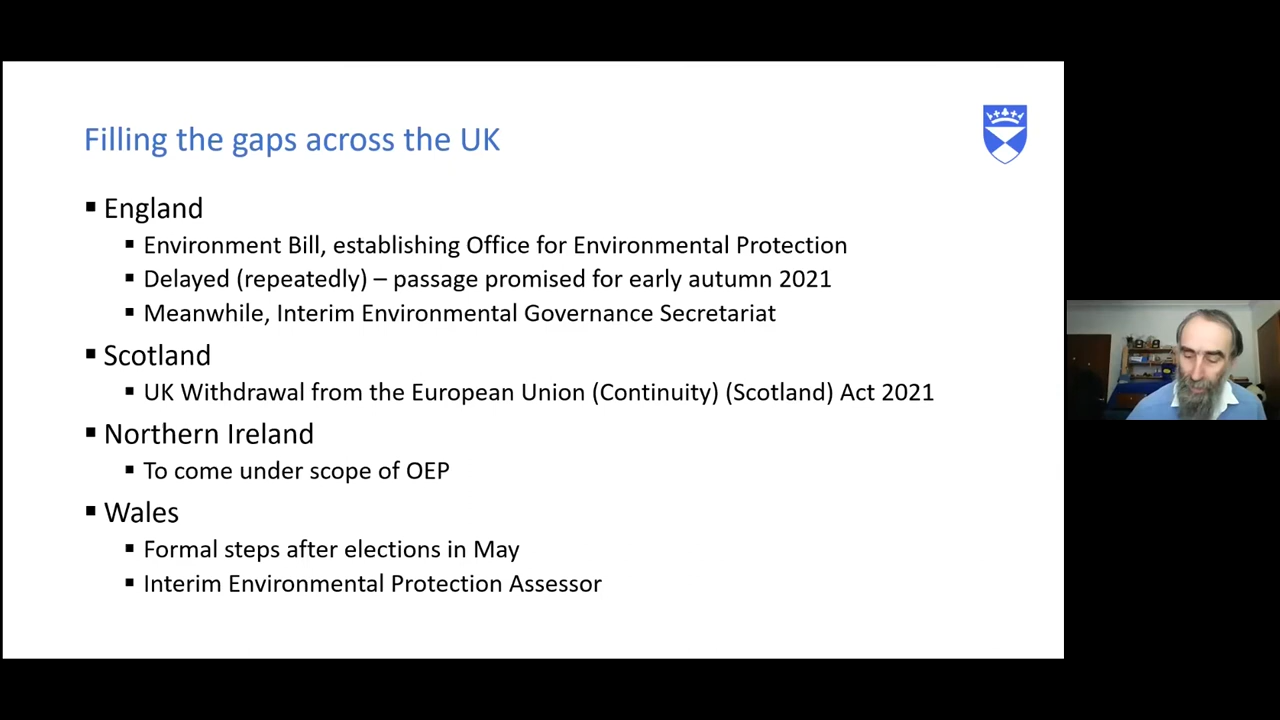 Filling the gaps across the UK
▪ England
▪ Environment Bill, establishing Office for Environmental Protection
▪ Delayed (repeatedly) – passage promised for early autumn 2021
▪ Meanwhile, Interim Environmental Governance Secretariat
▪ Scotland
▪ UK Withdrawal from the European Union (Continuity) (Scotland) Act 2021
▪ Northern Ireland
▪ To come under scope of OEP
▪ Wales
▪ Formal steps after elections in May
▪ Interim Environmental Protection Assessor